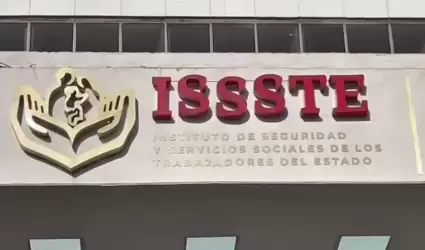 ISSSTE
INSTITUTO DE SEGURIDAD
Y SERVICIOS SOCIALES DE LOS
TRABAJADORES DEL ESTADO